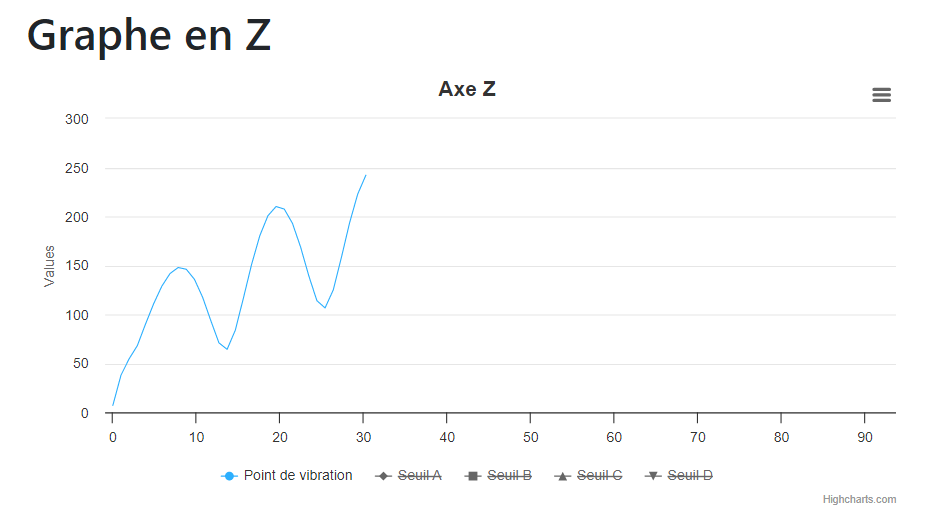 Graphe en Z
Axe Z
300
250
200
150
100
50
0
Values
0 10 20 30 40 50 60 70 80 90
Point de vibration Seuil A Seuil B Seuil C Seuil D
Highcharts.com